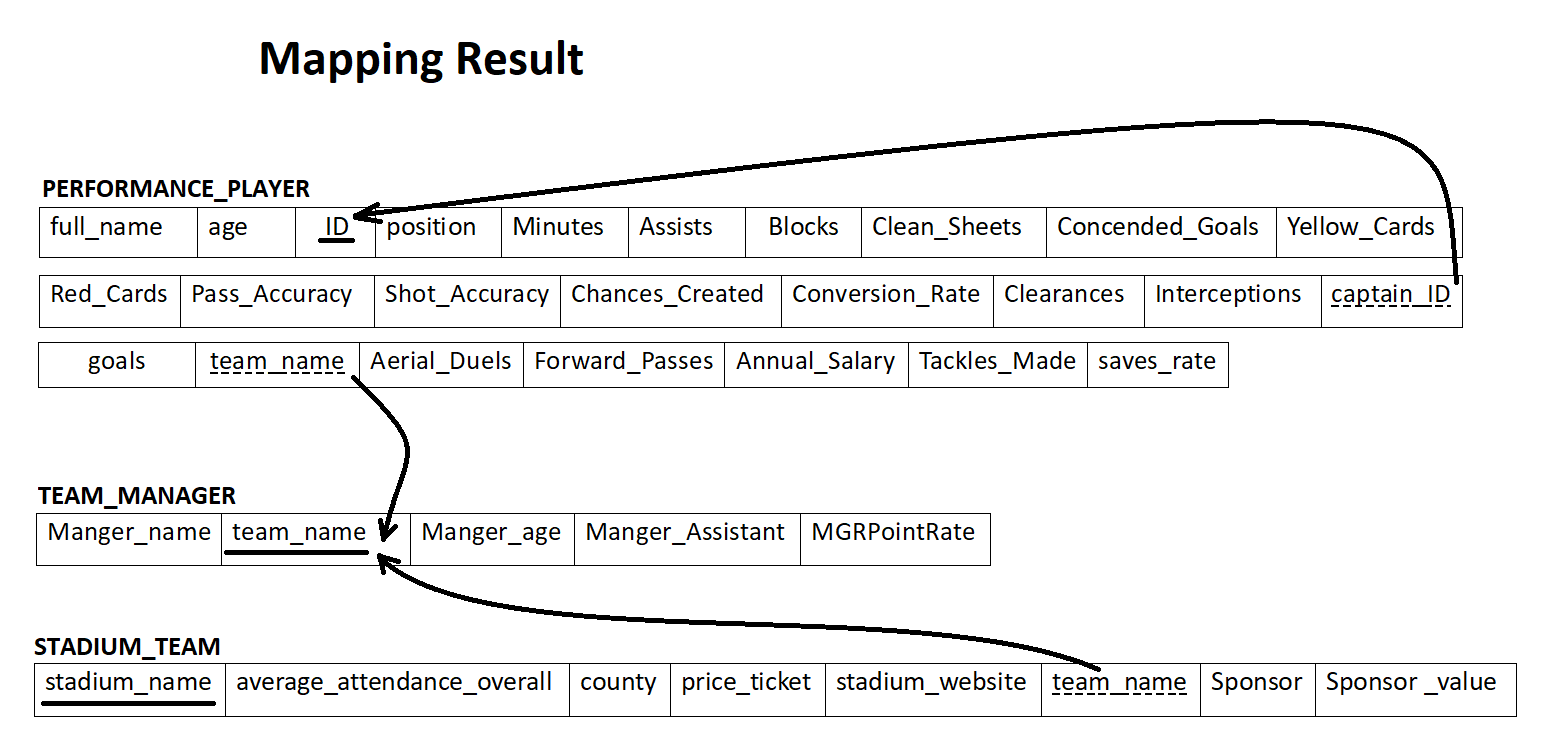 Mapping Result
PERFORMANCE_PLAYER
full_name age ID position Minutes Assists Blocks Clean_Sheets Concended_Goals Yellow_Cards
Red_Cards Pass_Accuracy Shot_Accuracy Chances_Created Conversion_Rate Clearances Interceptions captain_ID
goals team_name Aerial_Duels Forward_Passes Annual_Salary Tackles_Made saves_rate
TEAM_MANAGER
Manger_name team_name Manger_age Manger_Assistant MGRPointRate
STADIUM_TEAM
stadium_name average_attendance_overall county price_ticket stadium_website team_name Sponsor Sponsor _value